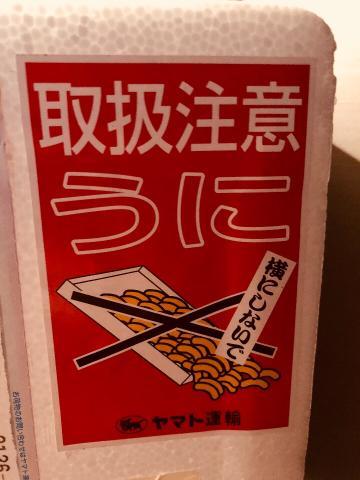 取扱注意
うに
横にしないで
ヤマト運輸